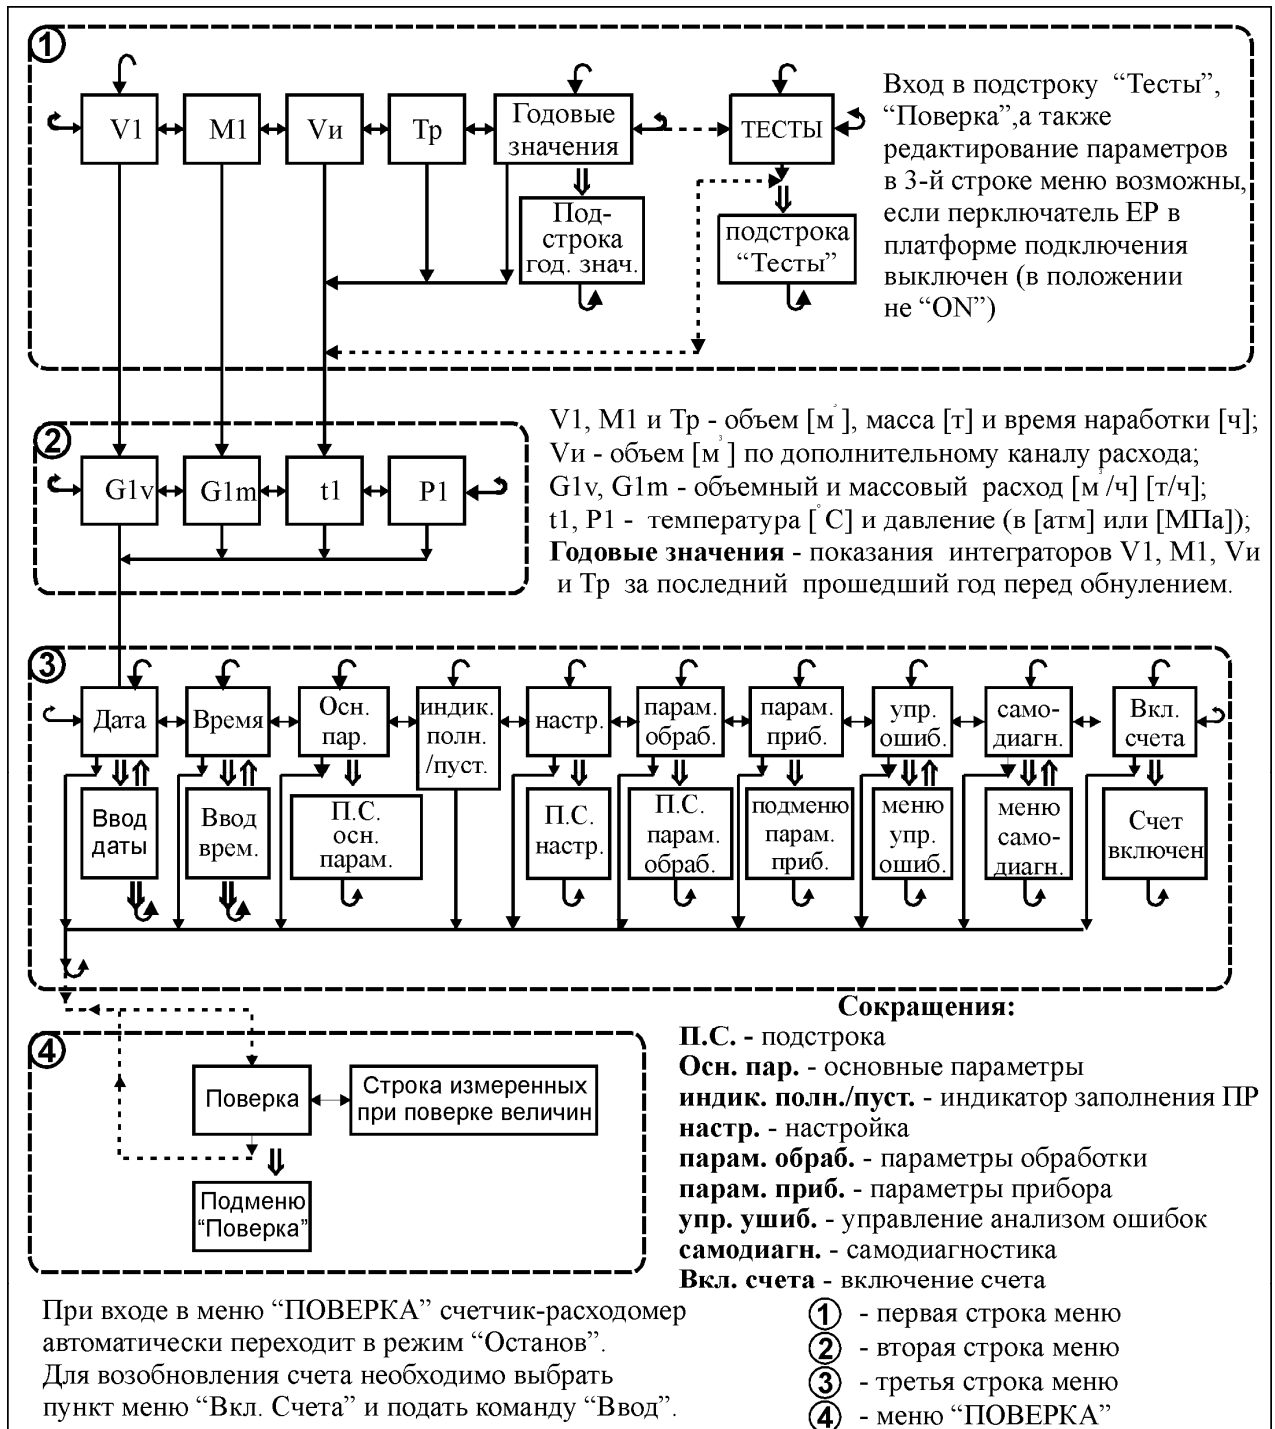 1
V1
M1
Vи
Тр
Годовые
значения
ТЕСТЫ
Под-
строка
год. знач.
подстрока
“Тесты”
Вход в подстроку “Тесты”,
“Поверка”,а также
редактирование параметров
в 3-й строке меню возможны,
если перключатель ЕР в
платформе подключения
выключен (в положении
не “ON”)
2
G1v
G1m
t1
P1
V1, M1 и Тр - объем [м³], масса [т] и время наработки [ч];
Vи - объем [м³] по дополнительному каналу расхода;
G1v, G1m - объемный и массовый расход [м³/ч] [т/ч];
t1, P1 - температура [°С] и давление (в [атм] или [МПа]);
Годовые значения - показания интеграторов V1, M1, Vи
и Тр за последний прошедший год перед обнулением.
3
Дата
Время
Осн.
пар.
индик.
полн.
/пуст.
настр.
парам.
обраб.
парам.
приб.
упр.
ошиб.
само-
диагн.
Вкл.
счета
Ввод
даты
Ввод
врем.
П.С.
осн.
парам.
П.С.
настр.
П.С.
парам.
обраб.
подменю
парам.
приб.
меню
упр.
ошиб.
меню
само-
диагн.
Счет
включен
4
Поверка
Строка измеренных
при поверке величин
Подменю
“Поверка”
Сокращения:
П.С. - подстрока
Осн. пар. - основные параметры
индик. полн./пуст. - индикатор заполнения ПР
настр. - настройка
парам. обраб. - параметры обработки
парам. приб. - параметры прибора
упр. ушиб. - управление анализом ошибок
самодиагн. - самодиагностика
Вкл. счета - включение счета
При входе в меню “ПОВЕРКА” счетчик-расходомер
автоматически переходит в режим “Останов”.
Для возобновления счета необходимо выбрать
пункт меню “Вкл. Счета” и подать команду “Ввод”.
1 - первая строка меню
2 - вторая строка меню
3 - третья строка меню
4 - меню “ПОВЕРКА”